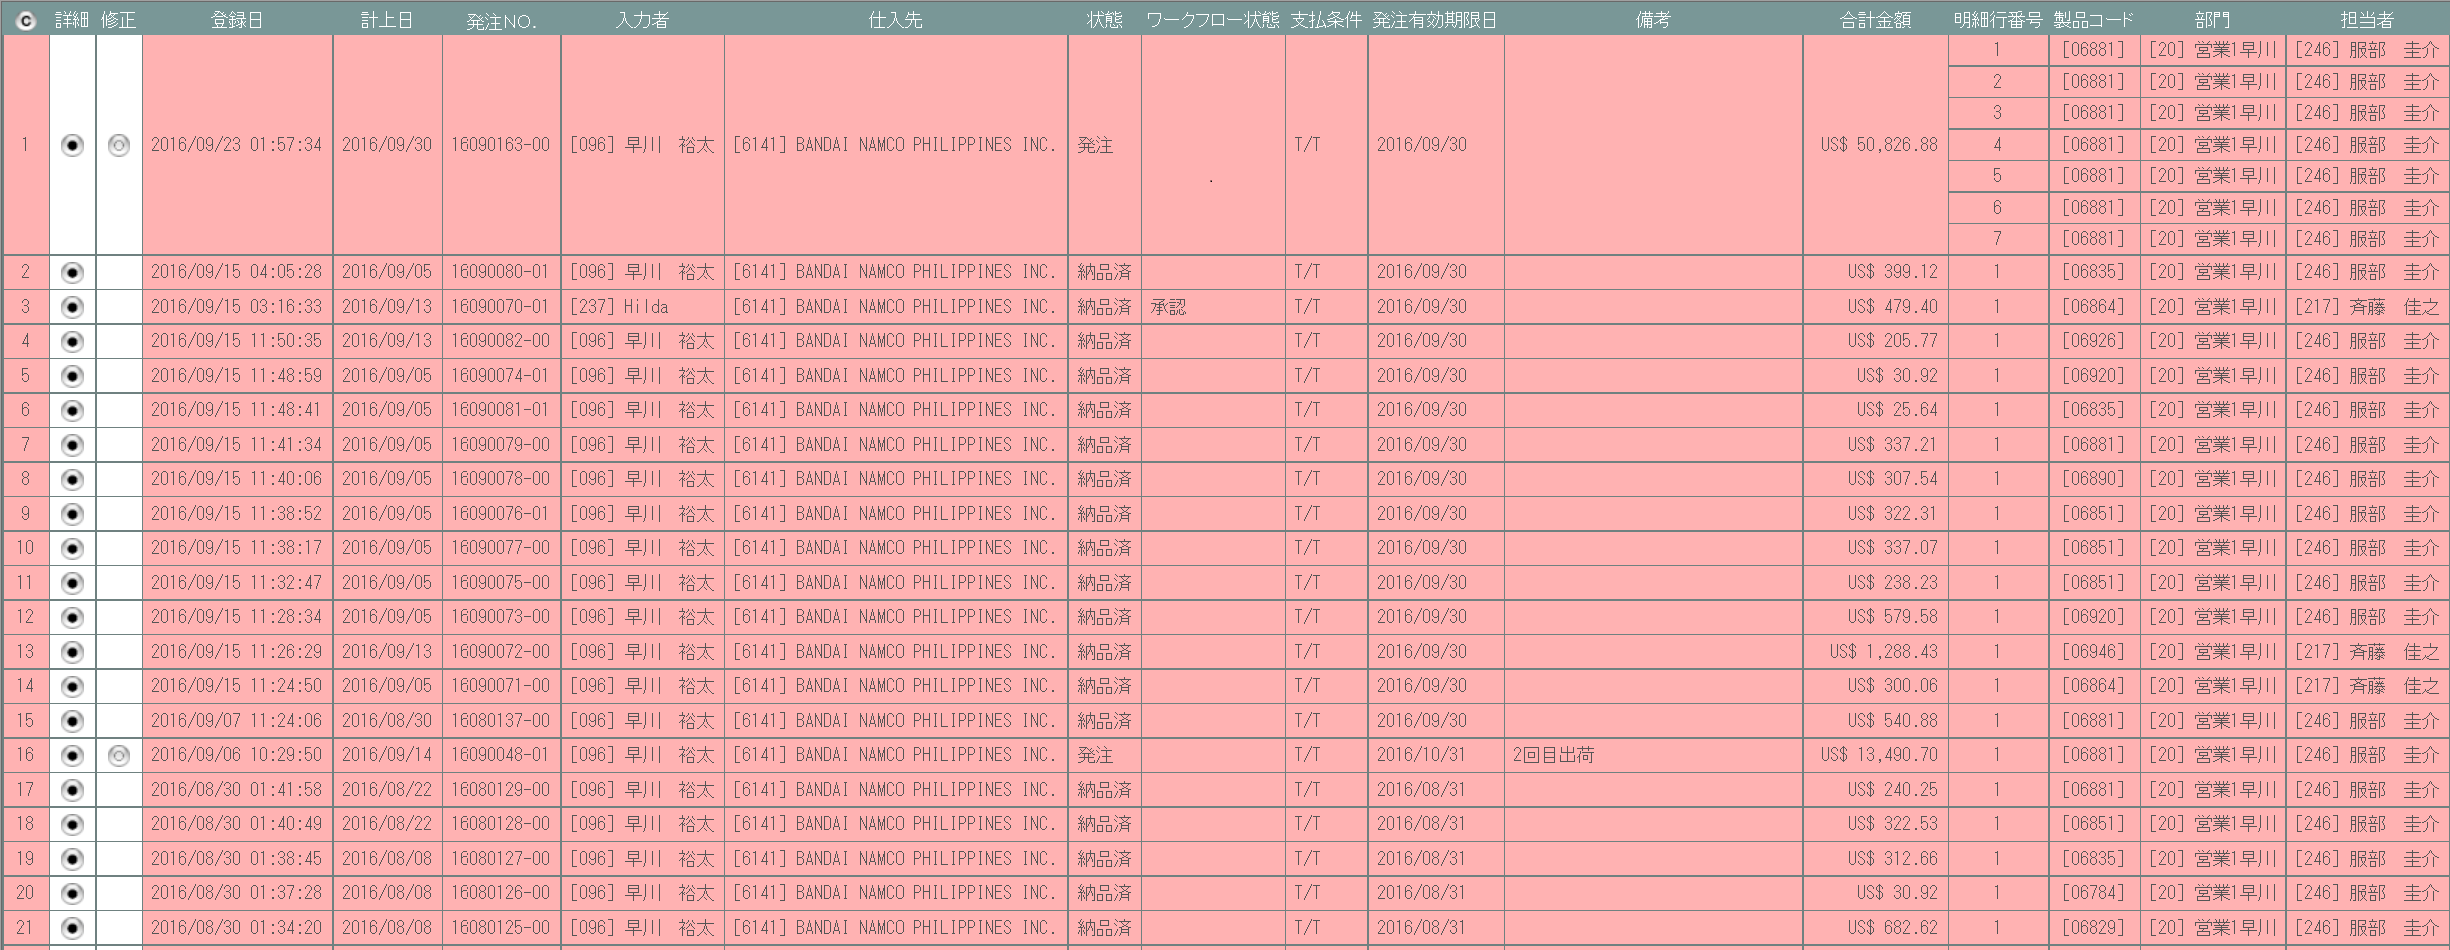 C 詳細 修正 登録日 計上日 発注NO. 入力者 仕入先 状態 ワークフロー状態 支払条件 発注有効期限日 備考 合計金額 明細行番号 製品コード 部門 担当者
1 2016/09/23 01:57:34 2016/09/30 16090163-00 [096] 早川 裕太 [6141] BANDAI NAMCO PHILIPPINES INC. 発注 T/T 2016/09/30 US$ 50,826.88 1 [06881] [20] 営業1早川 [246] 服部 圭介
2 [06881] [20] 営業1早川 [246] 服部 圭介
3 [06881] [20] 営業1早川 [246] 服部 圭介
4 [06881] [20] 営業1早川 [246] 服部 圭介
5 [06881] [20] 営業1早川 [246] 服部 圭介
6 [06881] [20] 営業1早川 [246] 服部 圭介
7 [06881] [20] 営業1早川 [246] 服部 圭介
2 2016/09/15 04:05:28 2016/09/05 16090080-01 [096] 早川 裕太 [6141] BANDAI NAMCO PHILIPPINES INC. 納品済 T/T 2016/09/30 US$ 399.12 1 [06835] [20] 営業1早川 [246] 服部 圭介
3 2016/09/15 03:16:33 2016/09/13 16090070-01 [237] Hilda [6141] BANDAI NAMCO PHILIPPINES INC. 納品済 承認 T/T 2016/09/30 US$ 479.40 1 [06864] [20] 営業1早川 [217] 斉藤 佳之
4 2016/09/15 11:50:35 2016/09/13 16090082-00 [096] 早川 裕太 [6141] BANDAI NAMCO PHILIPPINES INC. 納品済 T/T 2016/09/30 US$ 205.77 1 [06926] [20] 営業1早川 [246] 服部 圭介
5 2016/09/15 11:48:59 2016/09/05 16090074-01 [096] 早川 裕太 [6141] BANDAI NAMCO PHILIPPINES INC. 納品済 T/T 2016/09/30 US$ 30.92 1 [06920] [20] 営業1早川 [246] 服部 圭介
6 2016/09/15 11:48:41 2016/09/05 16090081-01 [096] 早川 裕太 [6141] BANDAI NAMCO PHILIPPINES INC. 納品済 T/T 2016/09/30 US$ 25.64 1 [06835] [20] 営業1早川 [246] 服部 圭介
7 2016/09/15 11:41:34 2016/09/05 16090079-00 [096] 早川 裕太 [6141] BANDAI NAMCO PHILIPPINES INC. 納品済 T/T 2016/09/30 US$ 337.21 1 [06881] [20] 営業1早川 [246] 服部 圭介
8 2016/09/15 11:40:06 2016/09/05 16090078-00 [096] 早川 裕太 [6141] BANDAI NAMCO PHILIPPINES INC. 納品済 T/T 2016/09/30 US$ 307.54 1 [06890] [20] 営業1早川 [246] 服部 圭介
9 2016/09/15 11:38:52 2016/09/05 16090076-01 [096] 早川 裕太 [6141] BANDAI NAMCO PHILIPPINES INC. 納品済 T/T 2016/09/30 US$ 322.31 1 [06851] [20] 営業1早川 [246] 服部 圭介
10 2016/09/15 11:38:17 2016/09/05 16090077-00 [096] 早川 裕太 [6141] BANDAI NAMCO PHILIPPINES INC. 納品済 T/T 2016/09/30 US$ 337.07 1 [06851] [20] 営業1早川 [246] 服部 圭介
11 2016/09/15 11:32:47 2016/09/05 16090075-00 [096] 早川 裕太 [6141] BANDAI NAMCO PHILIPPINES INC. 納品済 T/T 2016/09/30 US$ 238.23 1 [06851] [20] 営業1早川 [246] 服部 圭介
12 2016/09/15 11:28:34 2016/09/05 16090073-00 [096] 早川 裕太 [6141] BANDAI NAMCO PHILIPPINES INC. 納品済 T/T 2016/09/30 US$ 579.58 1 [06920] [20] 営業1早川 [246] 服部 圭介
13 2016/09/15 11:26:29 2016/09/13 16090072-00 [096] 早川 裕太 [6141] BANDAI NAMCO PHILIPPINES INC. 納品済 T/T 2016/09/30 US$ 1,288.43 1 [06946] [20] 営業1早川 [217] 斉藤 佳之
14 2016/09/15 11:24:50 2016/09/05 16090071-00 [096] 早川 裕太 [6141] BANDAI NAMCO PHILIPPINES INC. 納品済 T/T 2016/09/30 US$ 300.06 1 [06864] [20] 営業1早川 [217] 斉藤 佳之
15 2016/09/07 11:24:06 2016/08/30 16080137-00 [096] 早川 裕太 [6141] BANDAI NAMCO PHILIPPINES INC. 納品済 T/T 2016/09/30 US$ 540.88 1 [06881] [20] 営業1早川 [246] 服部 圭介
16 2016/09/06 10:29:50 2016/09/14 16090048-01 [096] 早川 裕太 [6141] BANDAI NAMCO PHILIPPINES INC. 発注 T/T 2016/10/31 2回目出荷 US$ 13,490.70 1 [06881] [20] 営業1早川 [246] 服部 圭介
17 2016/08/30 01:41:58 2016/08/22 16080129-00 [096] 早川 裕太 [6141] BANDAI NAMCO PHILIPPINES INC. 納品済 T/T 2016/08/31 US$ 240.25 1 [06881] [20] 営業1早川 [246] 服部 圭介
18 2016/08/30 01:40:49 2016/08/22 16080128-00 [096] 早川 裕太 [6141] BANDAI NAMCO PHILIPPINES INC. 納品済 T/T 2016/08/31 US$ 322.53 1 [06851] [20] 営業1早川 [246] 服部 圭介
19 2016/08/30 01:38:45 2016/08/08 16080127-00 [096] 早川 裕太 [6141] BANDAI NAMCO PHILIPPINES INC. 納品済 T/T 2016/08/31 US$ 312.66 1 [06835] [20] 営業1早川 [246] 服部 圭介
20 2016/08/30 01:37:28 2016/08/08 16080126-00 [096] 早川 裕太 [6141] BANDAI NAMCO PHILIPPINES INC. 納品済 T/T 2016/08/31 US$ 30.92 1 [06784] [20] 営業1早川 [246] 服部 圭介
21 2016/08/30 01:34:20 2016/08/08 16080125-00 [096] 早川 裕太 [6141] BANDAI NAMCO PHILIPPINES INC. 納品済 T/T 2016/08/31 US$ 682.62 1 [06829] [20] 営業1早川 [246] 服部 圭介